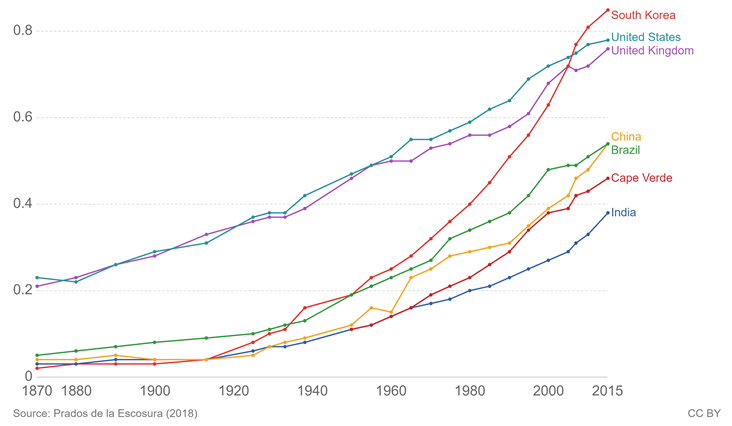 0.8
0.6
0.4
0.2
0
1870
1880
1900
1920
1940
1960
1980
2000
2015
South Korea
United States
United Kingdom
China
Brazil
Cape Verde
India
Source: Prados de la Escosura (2018)
CC BY